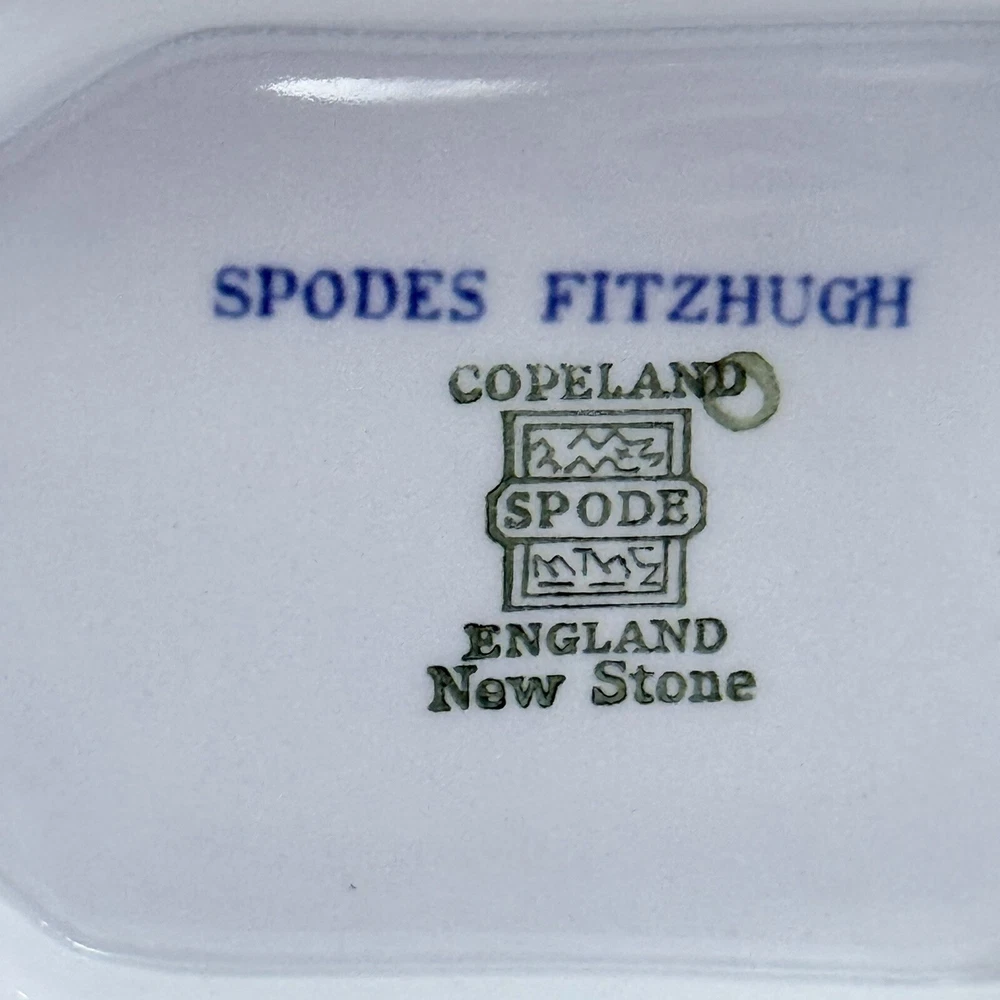 SPODES FITZHUGH
COPELAND
SPODE
ENGLAND
New Stone